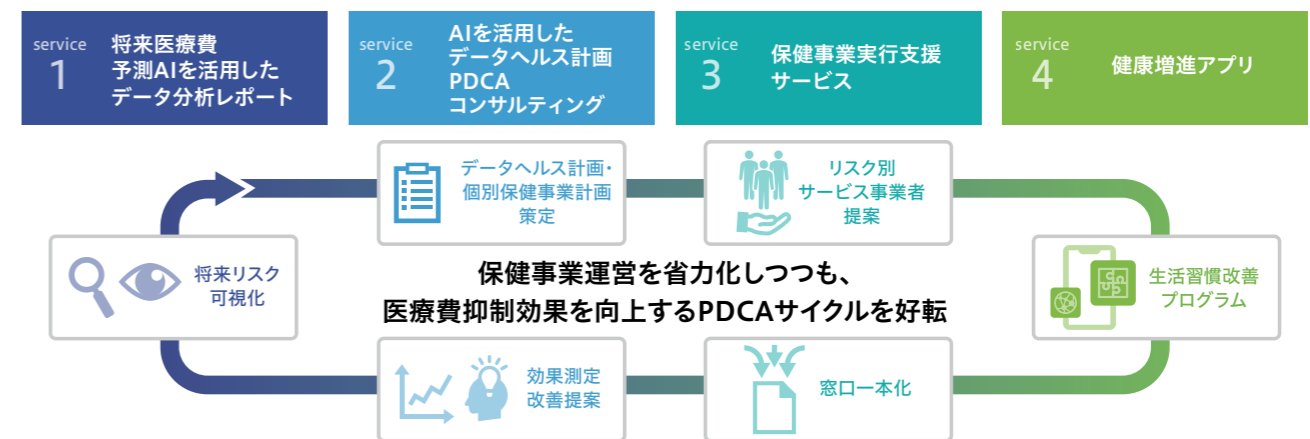 service
1
将来医療費
予測AIを活用した
データ分析レポート
service
2
AIを活用した
データヘルス計画
PDCA
コンサルティング
service
3
保健事業実行支援
サービス
service
4
健康増進アプリ
データヘルス計画・
個別保健事業計画
策定
リスク別
サービス事業者
提案
将来リスク
可視化
保健事業運営を省力化しつつも、
医療費抑制効果を向上するPDCAサイクルを好転
生活習慣改善
プログラム
効果測定
改善提案
窓口一本化